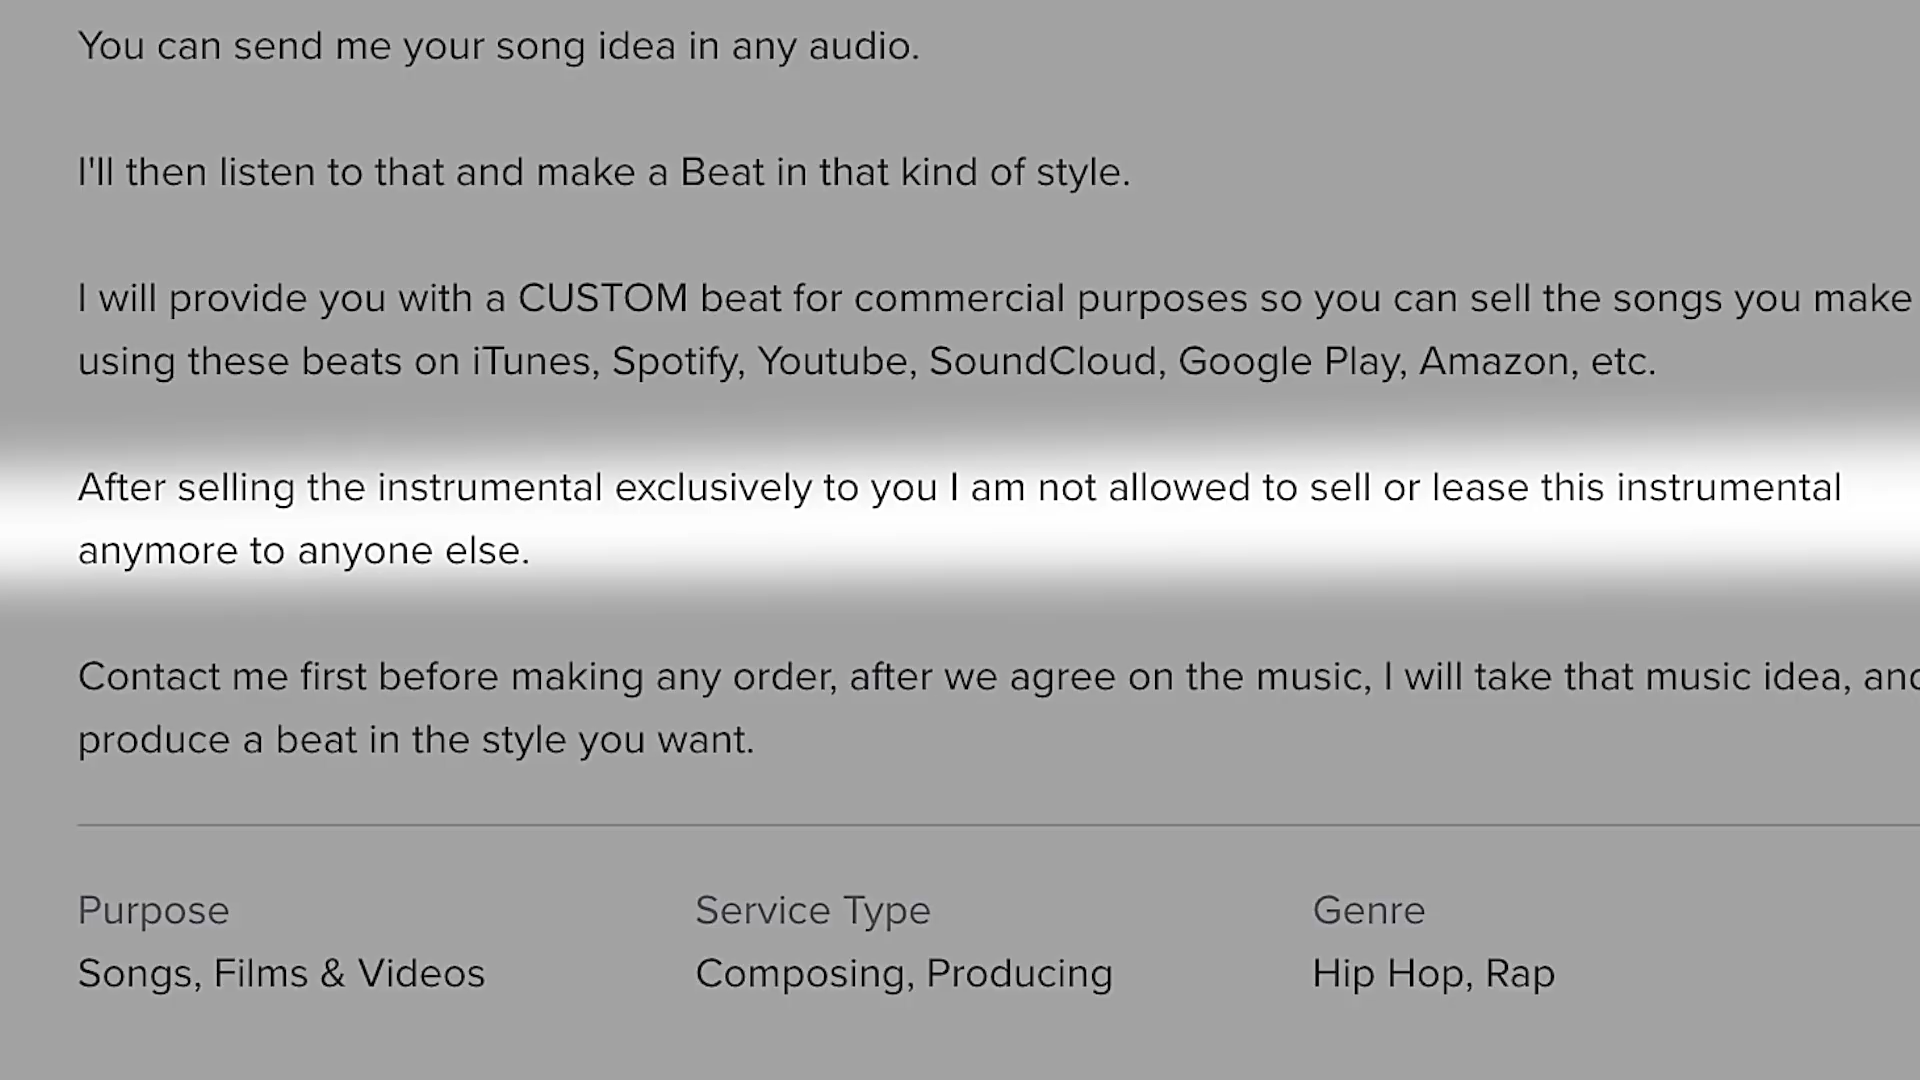 You can send me your song idea in any audio.
I'll then listen to that and make a Beat in that kind of style.
I will provide you with a CUSTOM beat for commercial purposes so you can sell the songs you make
using these beats on iTunes, Spotify, Youtube, SoundCloud, Google Play, Amazon, etc.
After selling the instrumental exclusively to you I am not allowed to sell or lease this instrumental
anymore to anyone else.
Contact me first before making any order, after we agree on the music, I will take that music idea, and
produce a beat in the style you want.
Purpose Service Type Genre
Songs, Films & Videos Composing, Producing Hip Hop, Rap